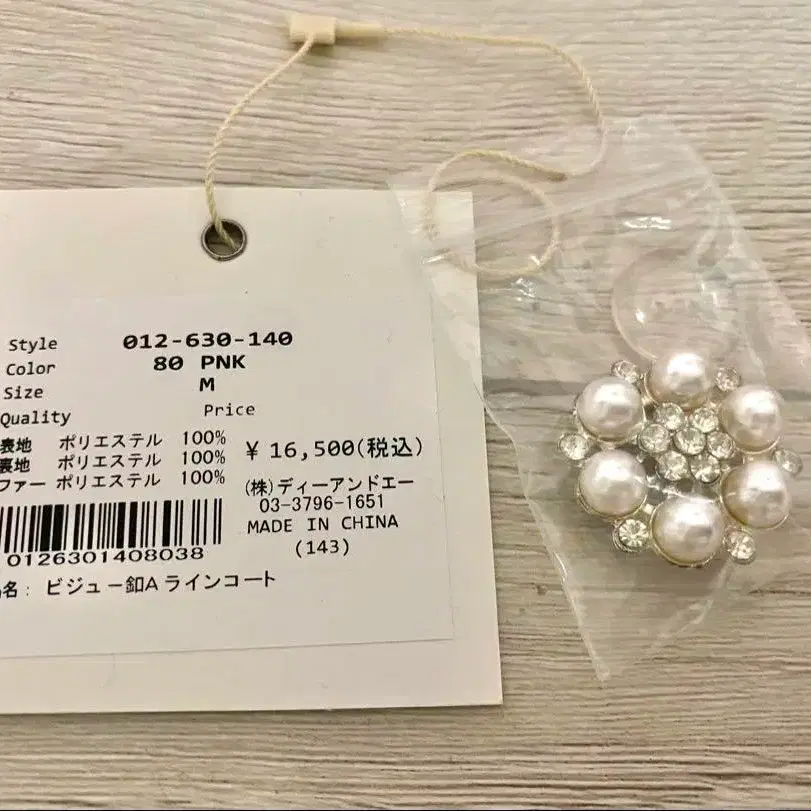 Style 012-630-140
Color 80 PNK
Size M
Quality Price
表地 ポリエステル 100%
裏地 ポリエステル 100%
ファー ポリエステル 100%
¥ 16,500(税込)
(株)ディーアンドエー
03-3796-1651
MADE IN CHINA
(143)
0126301408038
名: ビジュー釦Aラインコート